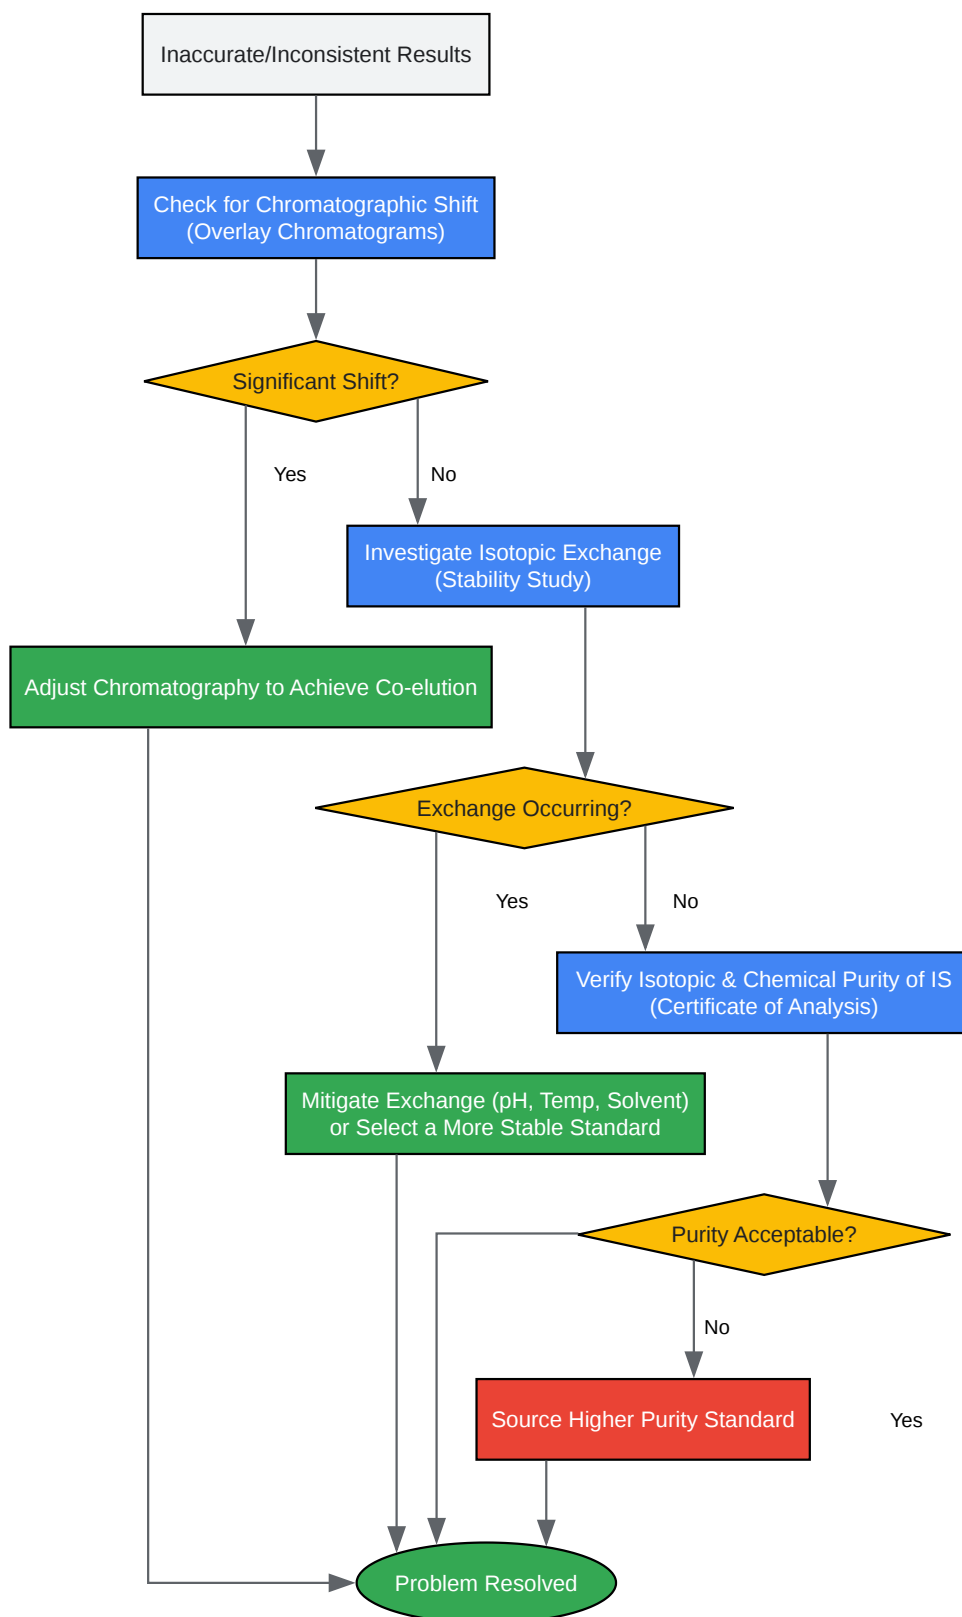 Inaccurate/Inconsistent Results
Check for Chromatographic Shift
(Overlay Chromatograms)
Significant Shift?
Yes
No
Investigate Isotopic Exchange
(Stability Study)
Adjust Chromatography to Achieve Co-elution
Exchange Occurring?
Yes
No
Verify Isotopic & Chemical Purity of IS
(Certificate of Analysis)
Mitigate Exchange (pH, Temp, Solvent)
or Select a More Stable Standard
Purity Acceptable?
No
Source Higher Purity Standard
Yes
Problem Resolved